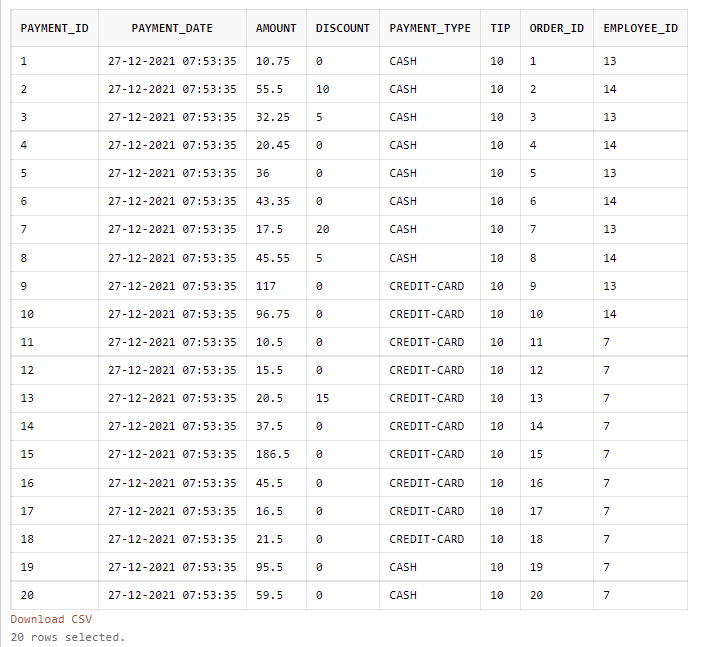 PAYMENT_ID PAYMENT_DATE AMOUNT DISCOUNT PAYMENT_TYPE TIP ORDER_ID EMPLOYEE_ID
1 27-12-2021 07:53:35 10.75 0 CASH 10 1 13
2 27-12-2021 07:53:35 55.5 10 CASH 10 2 14
3 27-12-2021 07:53:35 32.25 5 CASH 10 3 13
4 27-12-2021 07:53:35 20.45 0 CASH 10 4 14
5 27-12-2021 07:53:35 36 0 CASH 10 5 13
6 27-12-2021 07:53:35 43.35 0 CASH 10 6 14
7 27-12-2021 07:53:35 17.5 20 CASH 10 7 13
8 27-12-2021 07:53:35 45.55 5 CASH 10 8 14
9 27-12-2021 07:53:35 117 0 CREDIT-CARD 10 9 13
10 27-12-2021 07:53:35 96.75 0 CREDIT-CARD 10 10 14
11 27-12-2021 07:53:35 10.5 0 CREDIT-CARD 10 11 7
12 27-12-2021 07:53:35 15.5 0 CREDIT-CARD 10 12 7
13 27-12-2021 07:53:35 20.5 15 CREDIT-CARD 10 13 7
14 27-12-2021 07:53:35 37.5 0 CREDIT-CARD 10 14 7
15 27-12-2021 07:53:35 186.5 0 CREDIT-CARD 10 15 7
16 27-12-2021 07:53:35 45.5 0 CREDIT-CARD 10 16 7
17 27-12-2021 07:53:35 16.5 0 CREDIT-CARD 10 17 7
18 27-12-2021 07:53:35 21.5 0 CREDIT-CARD 10 18 7
19 27-12-2021 07:53:35 95.5 0 CASH 10 19 7
20 27-12-2021 07:53:35 59.5 0 CASH 10 20 7
Download CSV
20 rows selected.